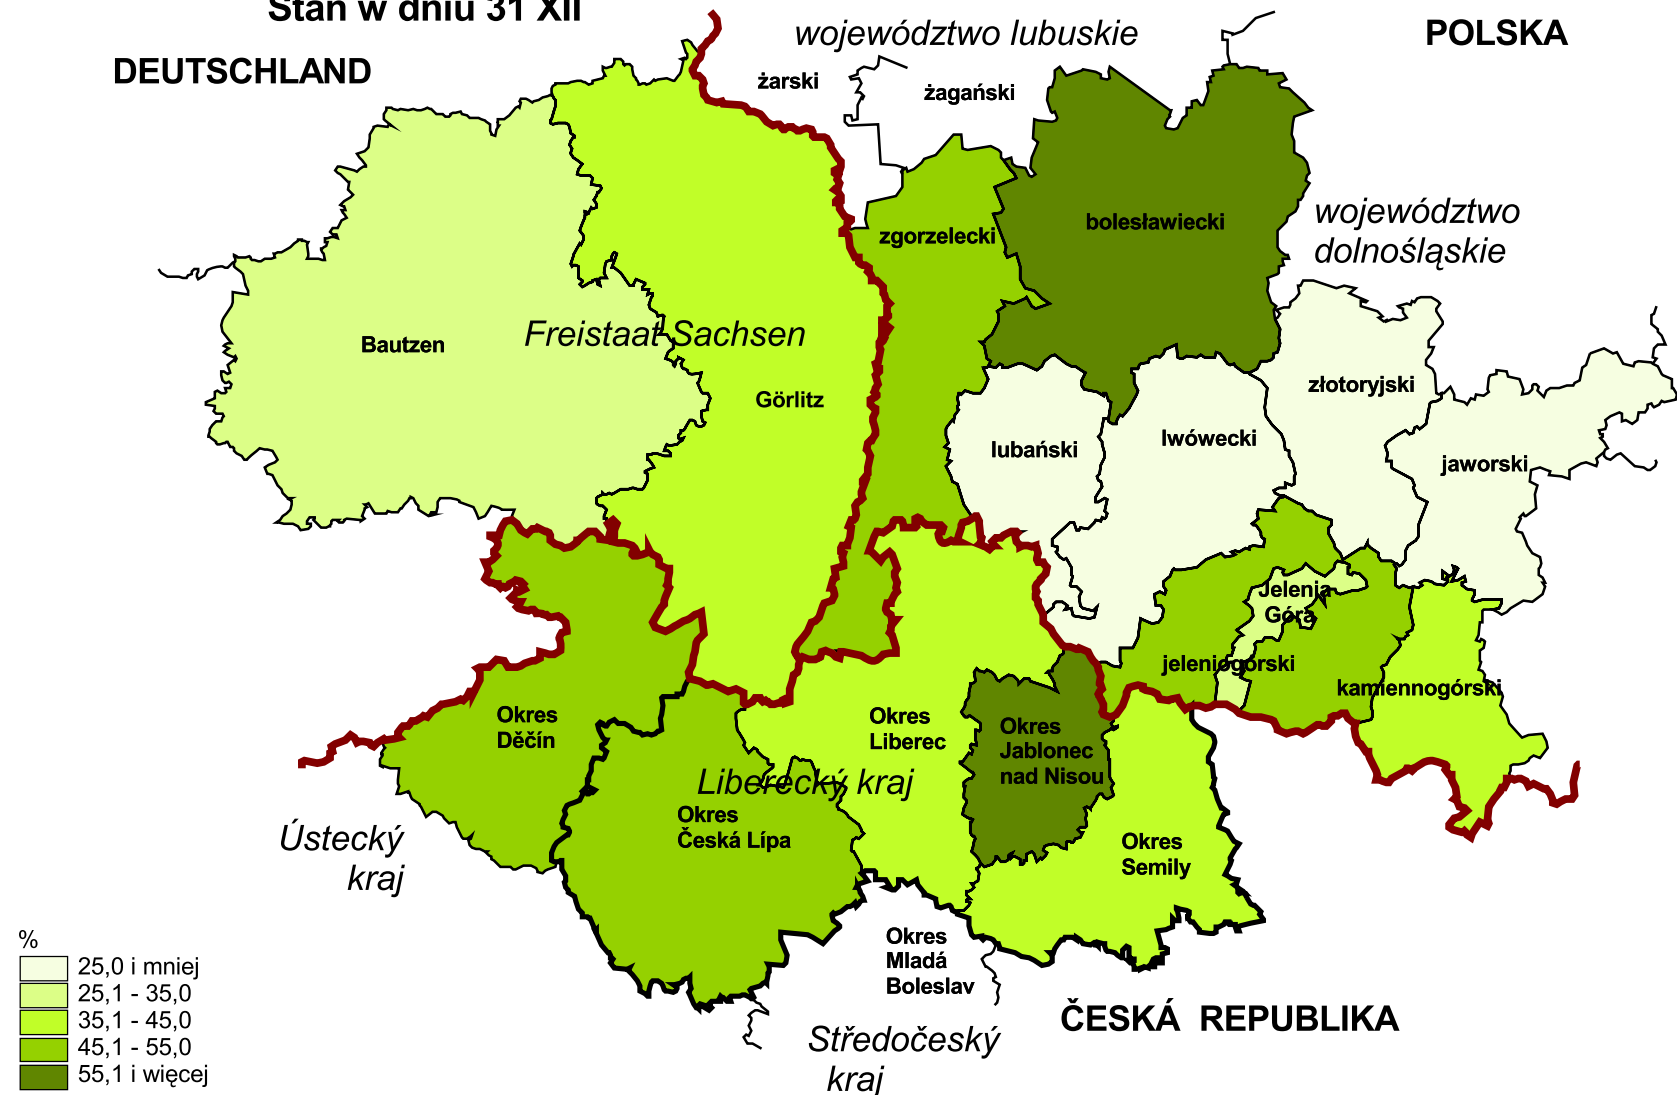 Stan w dniu 31 XII
województwo lubuskie
POLSKA
DEUTSCHLAND
żarski
żagański
województwo
dolnośląskie
zgorzelecki
bolesławiecki
Freistaat Sachsen
Bautzen
Görlitz
złotoryjski
lubański
lwówecki
jaworski
Jelenia
Góra
jeleniogórski
kamiennogórski
Okres
Děčín
Okres
Liberec
Okres
Jablonec
nad Nisou
Liberecký kraj
Okres
Česká Lípa
Ústecký
kraj
Okres
Semily
Okres
Mladá
Boleslav
ČESKÁ REPUBLIKA
Středočeský
kraj
%
25,0 i mniej
25,1 - 35,0
35,1 - 45,0
45,1 - 55,0
55,1 i więcej